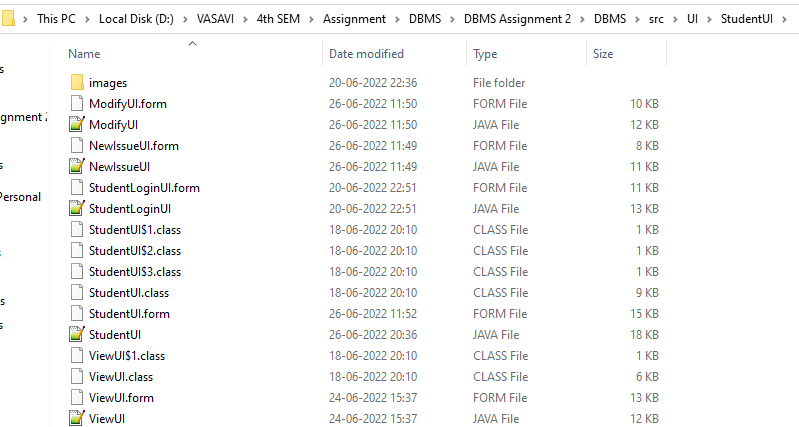 This PC > Local Disk (D:) > VASAVI > 4th SEM > Assignment > DBMS > DBMS Assignment 2 > DBMS > src > UI > StudentUI >
Name Date modified Type Size
images 20-06-2022 22:36 File folder
ModifyUI.form 26-06-2022 11:50 FORM File 10 KB
ModifyUI 26-06-2022 11:50 JAVA File 12 KB
NewIssueUI.form 26-06-2022 11:49 FORM File 8 KB
NewIssueUI 26-06-2022 11:49 JAVA File 11 KB
StudentLoginUI.form 20-06-2022 22:51 FORM File 11 KB
StudentLoginUI 20-06-2022 22:51 JAVA File 13 KB
StudentUI$1.class 18-06-2022 20:10 CLASS File 1 KB
StudentUI$2.class 18-06-2022 20:10 CLASS File 1 KB
StudentUI$3.class 18-06-2022 20:10 CLASS File 1 KB
StudentUI.class 18-06-2022 20:10 CLASS File 9 KB
StudentUI.form 26-06-2022 11:52 FORM File 15 KB
StudentUI 26-06-2022 20:36 JAVA File 18 KB
ViewUI$1.class 18-06-2022 20:10 CLASS File 1 KB
ViewUI.class 18-06-2022 20:10 CLASS File 6 KB
ViewUI.form 24-06-2022 15:37 FORM File 13 KB
ViewUI 24-06-2022 15:37 JAVA File 12 KB
s
gnment 2
s
Personal
s
s